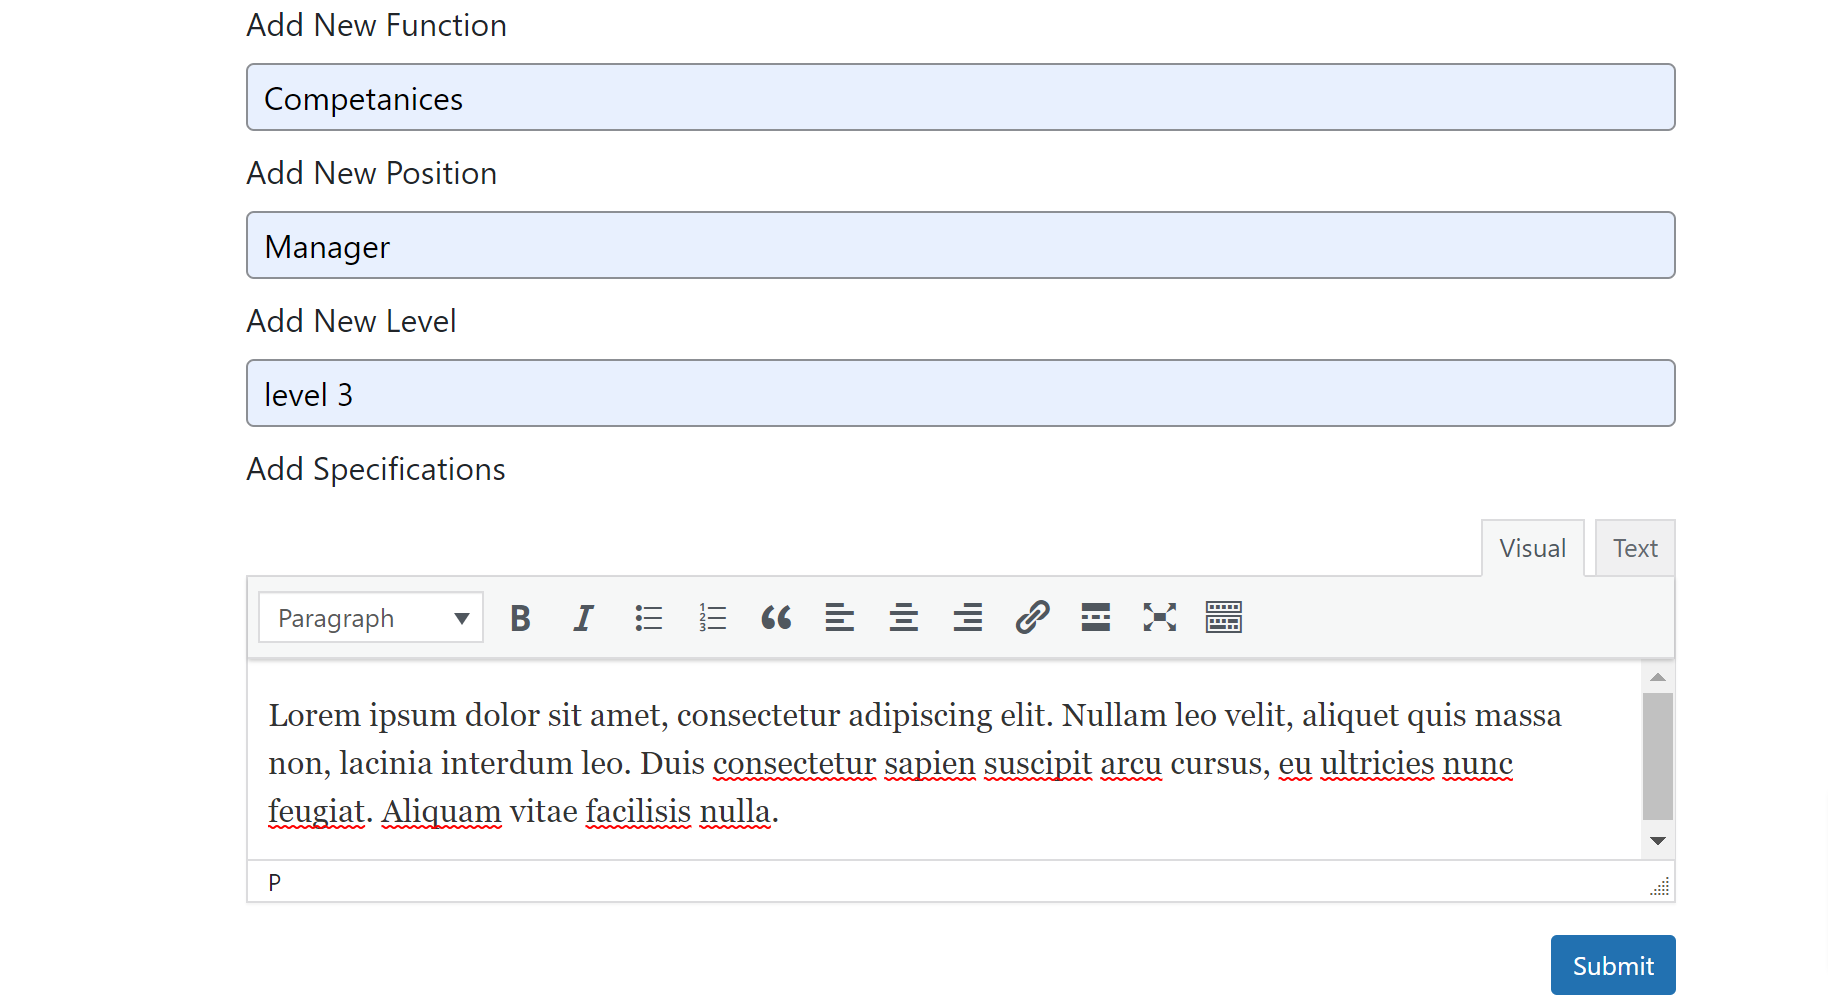 Add New Function
Competanices
Add New Position
Manager
Add New Level
level 3
Add Specifications
Visual Text
Paragraph
Lorem ipsum dolor sit amet, consectetur adipiscing elit. Nullam leo velit, aliquet quis massa
non, lacinia interdum leo. Duis consectetur sapien suscipit arcu cursus, eu ultricies nunc
feugiat. Aliquam vitae facilisis nulla.
P
Submit